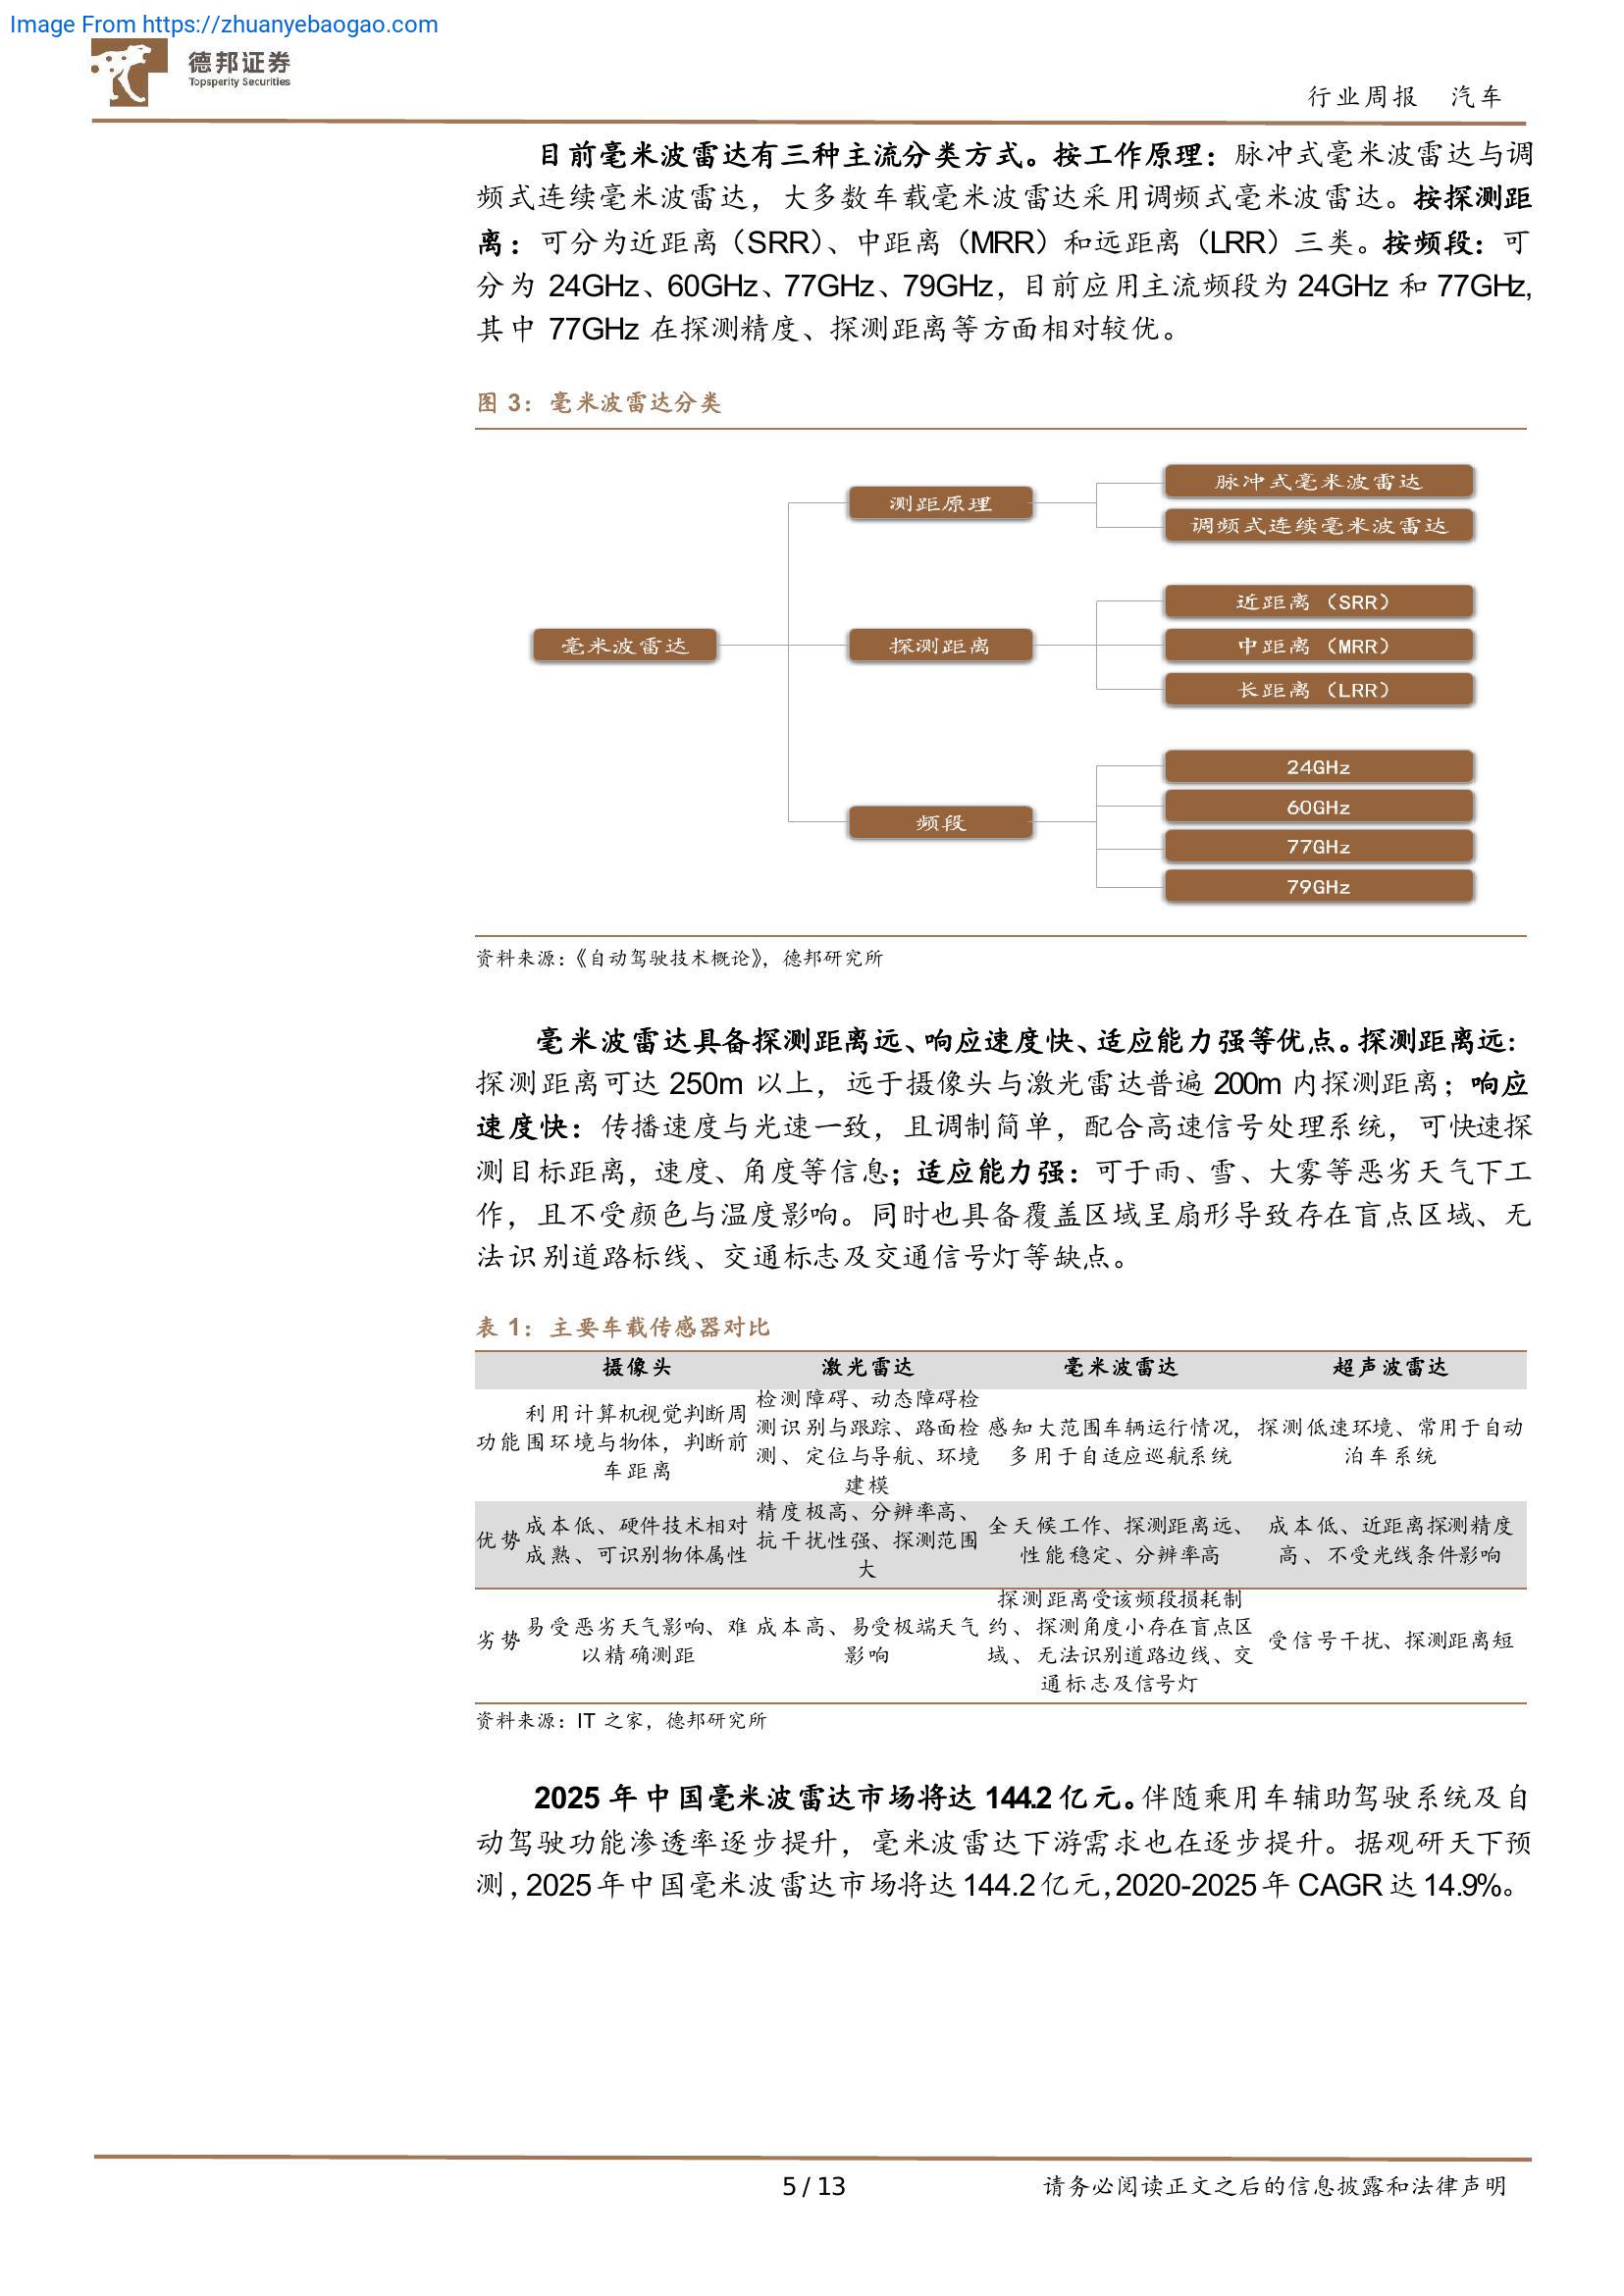 Image From https://zhuanyebaogao.com
德邦证券
Topsperity Securities
行业周报 汽车
目前毫米波雷达有三种主流分类方式。按工作原理：脉冲式毫米波雷达与调
频式连续毫米波雷达，大多数车载毫米波雷达采用调频式毫米波雷达。按探测距
离：可分为近距离（SRR）、中距离（MRR）和远距离（LRR）三类。按频段：可
分为 24GHz、60GHz、77GHz、79GHz，目前应用主流频段为 24GHz 和 77GHz,
其中 77GHz 在探测精度、探测距离等方面相对较优。
图 3：毫米波雷达分类
毫米波雷达
测距原理
脉冲式毫米波雷达
调频式连续毫米波雷达
探测距离
近距离（SRR）
中距离（MRR）
长距离（LRR）
频段
24GHz
60GHz
77GHz
79GHz
资料来源：《自动驾驶技术概论》，德邦研究所
毫米波雷达具备探测距离远、响应速度快、适应能力强等优点。探测距离远：
探测距离可达 250m 以上，远于摄像头与激光雷达普遍 200m 内探测距离；响应
速度快：传播速度与光速一致，且调制简单，配合高速信号处理系统，可快速探
测目标距离，速度、角度等信息；适应能力强：可于雨、雪、大雾等恶劣天气下工
作，且不受颜色与温度影响。同时也具备覆盖区域呈扇形导致存在盲点区域、无
法识别道路标线、交通标志及交通信号灯等缺点。
表 1：主要车载传感器对比
摄像头 激光雷达 毫米波雷达 超声波雷达
功能
利用计算机视觉判断周
围环境与物体，判断前
车距离
检测障碍、动态障碍检
测识别与跟踪、路面检
测、定位与导航、环境
建模
感知大范围车辆运行情况，
多用于自适应巡航系统
探测低速环境、常用于自动
泊车系统
优势
成本低、硬件技术相对
成熟、可识别物体属性
精度极高、分辨率高、
抗干扰性强、探测范围
大
全天候工作、探测距离远、
性能稳定、分辨率高
成本低、近距离探测精度
高、不受光线条件影响
劣势
易受恶劣天气影响、难
以精确测距
成本高、易受极端天气
影响
探测距离受该频段损耗制
约、探测角度小存在盲点区
域、无法识别道路边线、交
通标志及信号灯
受信号干扰、探测距离短
资料来源：IT 之家，德邦研究所
2025 年中国毫米波雷达市场将达 144.2 亿元。伴随乘用车辅助驾驶系统及自
动驾驶功能渗透率逐步提升，毫米波雷达下游需求也在逐步提升。据观研天下预
测，2025 年中国毫米波雷达市场将达 144.2 亿元，2020-2025 年 CAGR 达 14.9%。
5 / 13
请务必阅读正文之后的信息披露和法律声明